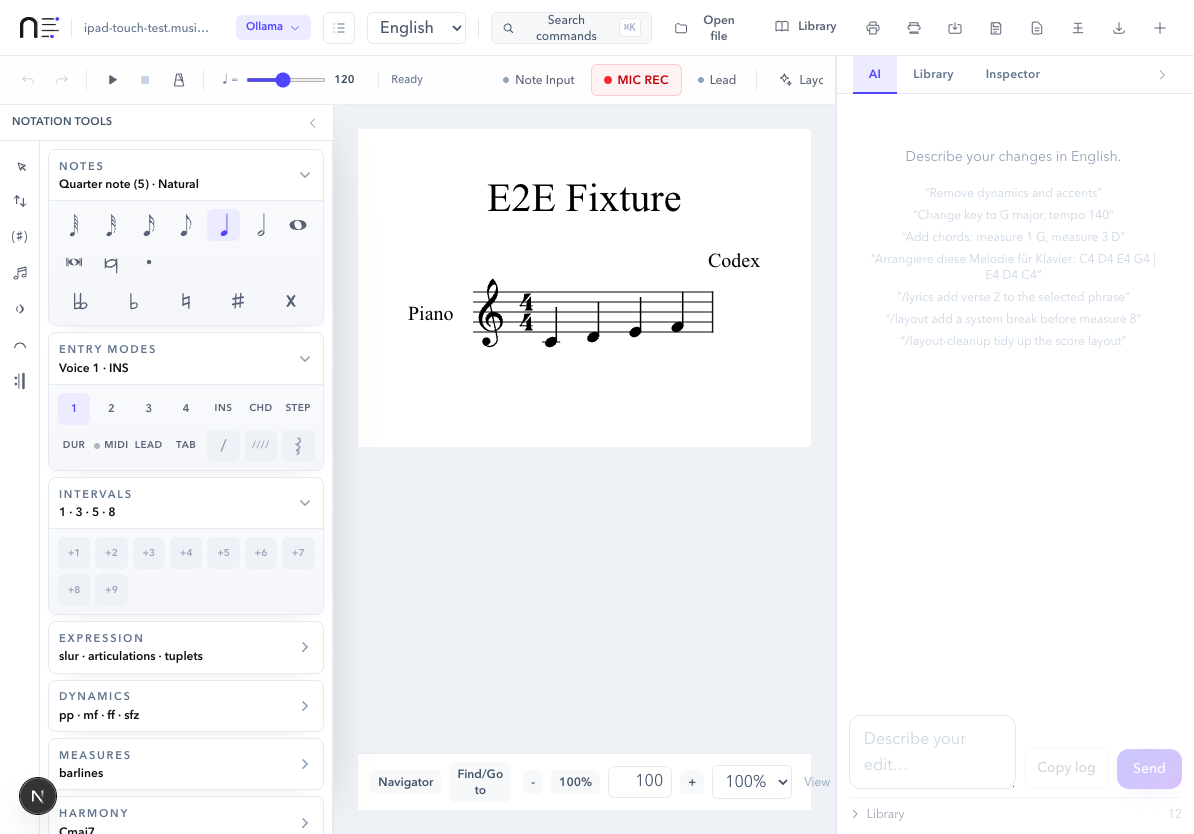 ipad-touch-test.musi...
Ollama
English
Search commands
⌘K
Open file
Library
♩ =
120
Ready
Note Input
MIC REC
Lead
Layc
AI
Library
Inspector
NOTATION TOOLS
NOTES
Quarter note (5) · Natural
ENTRY MODES
Voice 1 · INS
1 2 3 4 INS CHD STEP
DUR MIDI LEAD TAB / ////
INTERVALS
1 · 3 · 5 · 8
+1 +2 +3 +4 +5 +6 +7
+8 +9
EXPRESSION
slur · articulations · tuplets
DYNAMICS
pp · mf · ff · sfz
MEASURES
barlines
HARMONY
Cmaj7
N
E2E Fixture
Codex
Piano
4
4
Navigator
Find/Go to
-
100%
100
+
100%
View
Describe your changes in English.
“Remove dynamics and accents”
“Change key to G major, tempo 140”
“Add chords: measure 1 G, measure 3 D”
“Arrangiere diese Melodie für Klavier: C4 D4 E4 G4 |
E4 D4 C4”
“/lyrics add verse 2 to the selected phrase”
“/layout add a system break before measure 8”
“/layout-cleanup tidy up the score layout”
Describe your
edit...
Copy log
Send
Library
12